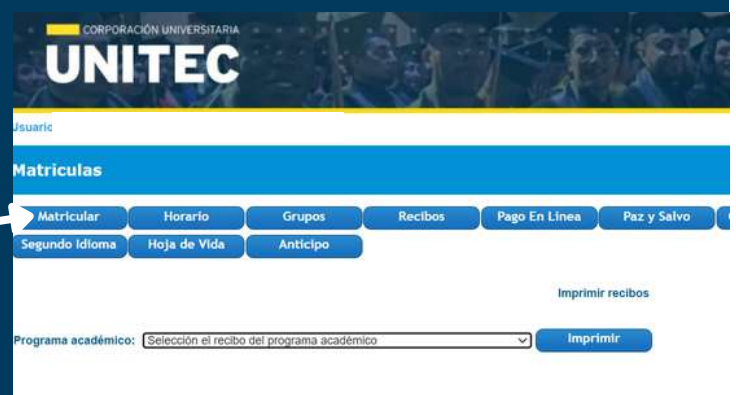 CORPORACIÓN UNIVERSITARIA
UNITEC
Usuario
Matriculas
Matricular Horario Grupos Recibos Pago En Linea Paz y Salvo
Segundo Idioma Hoja de Vida Anticipo
Imprimir recibos
Programa académico: Selección el recibo del programa académico Imprimir